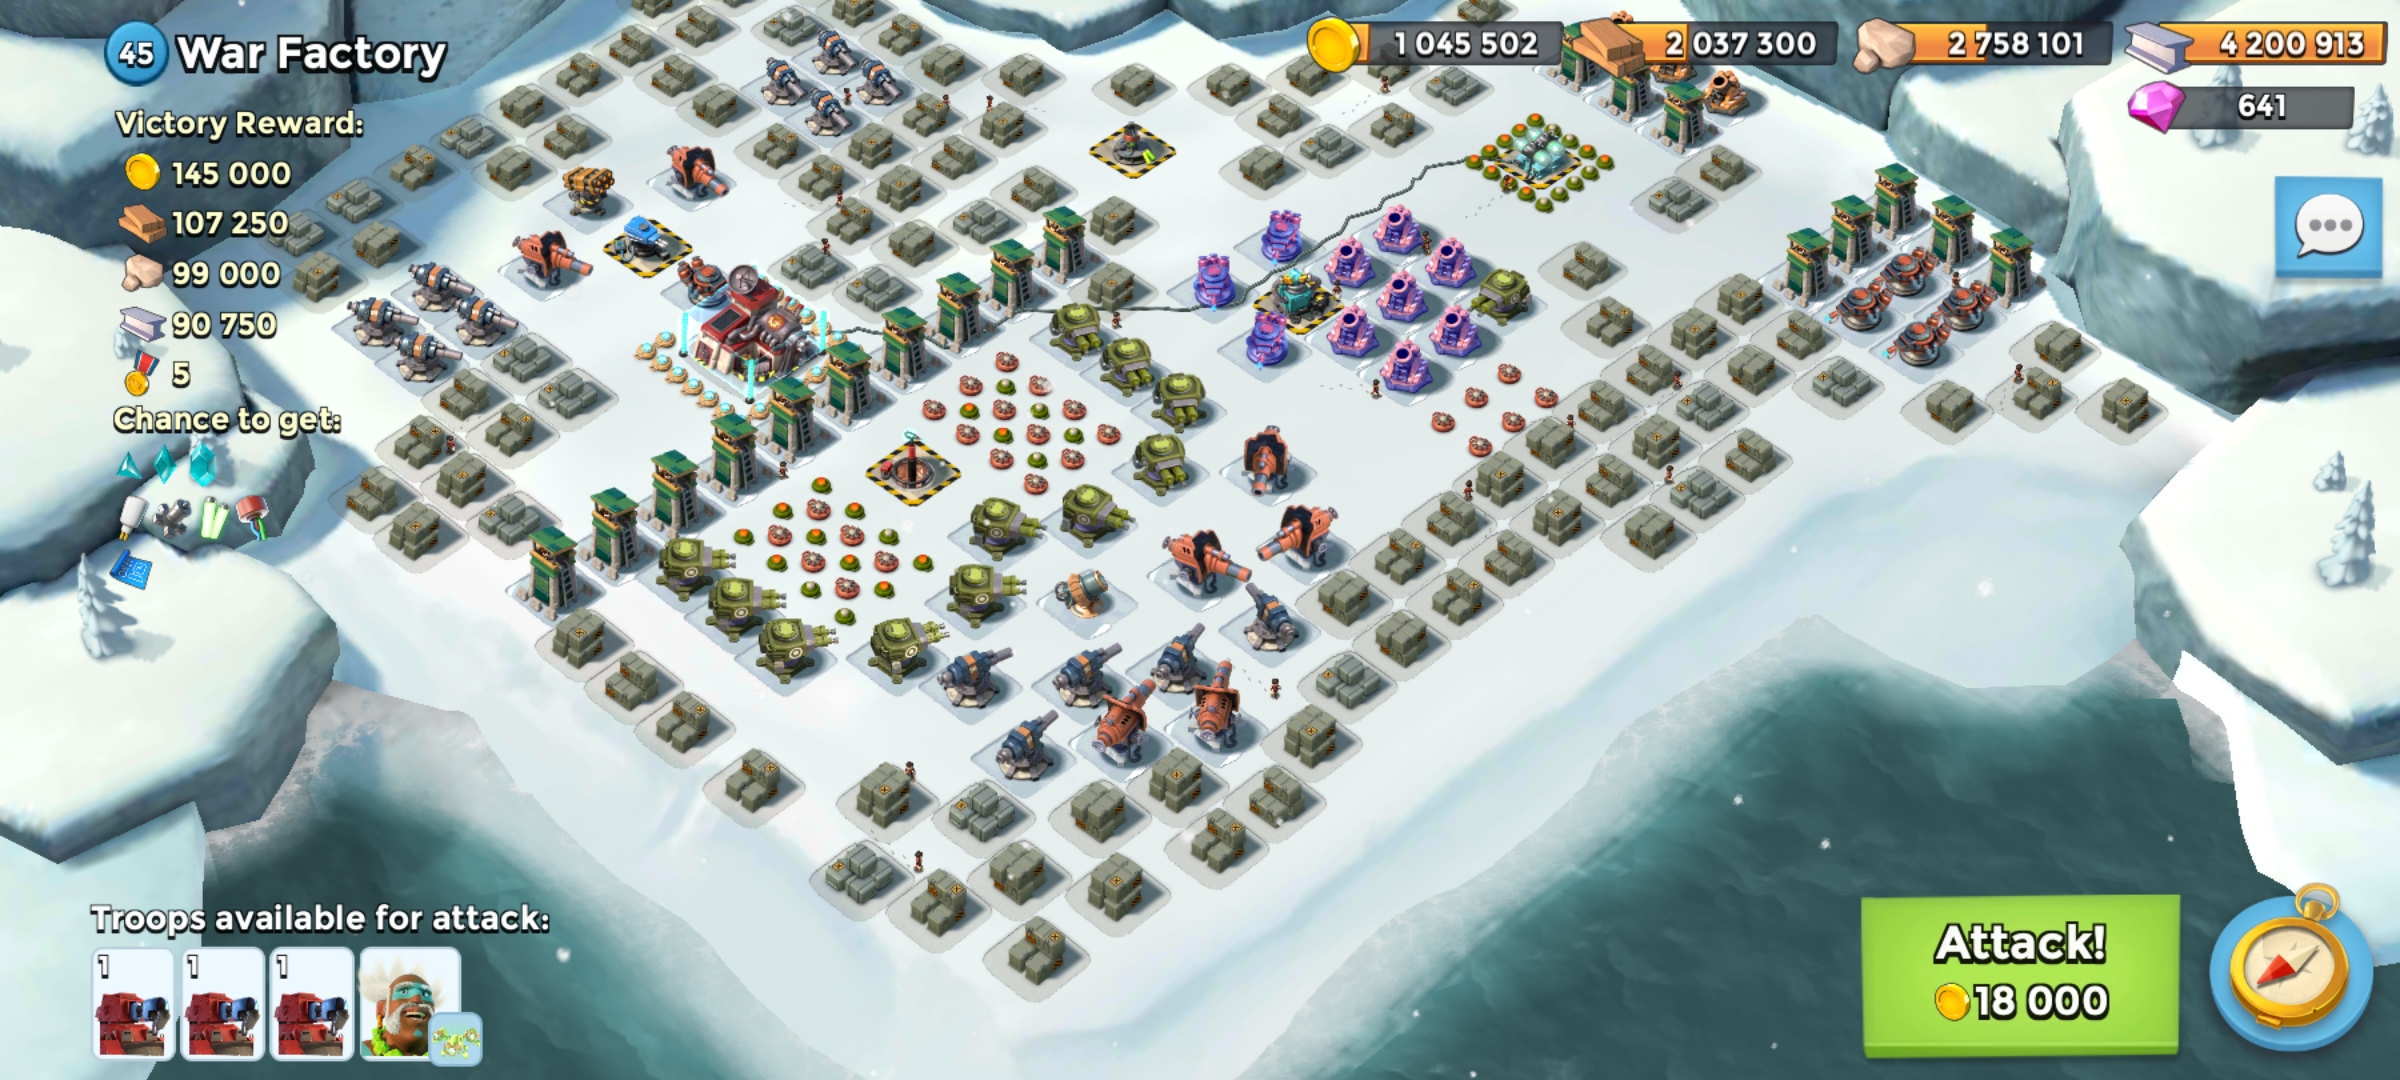 45 War Factory
Victory Reward:
145 000
107 250
99 000
90 750
5
Chance to get:
1 045 502
2 037 300
2 758 101
4 200 913
641
Troops available for attack:
1
1
1
Attack!
18 000